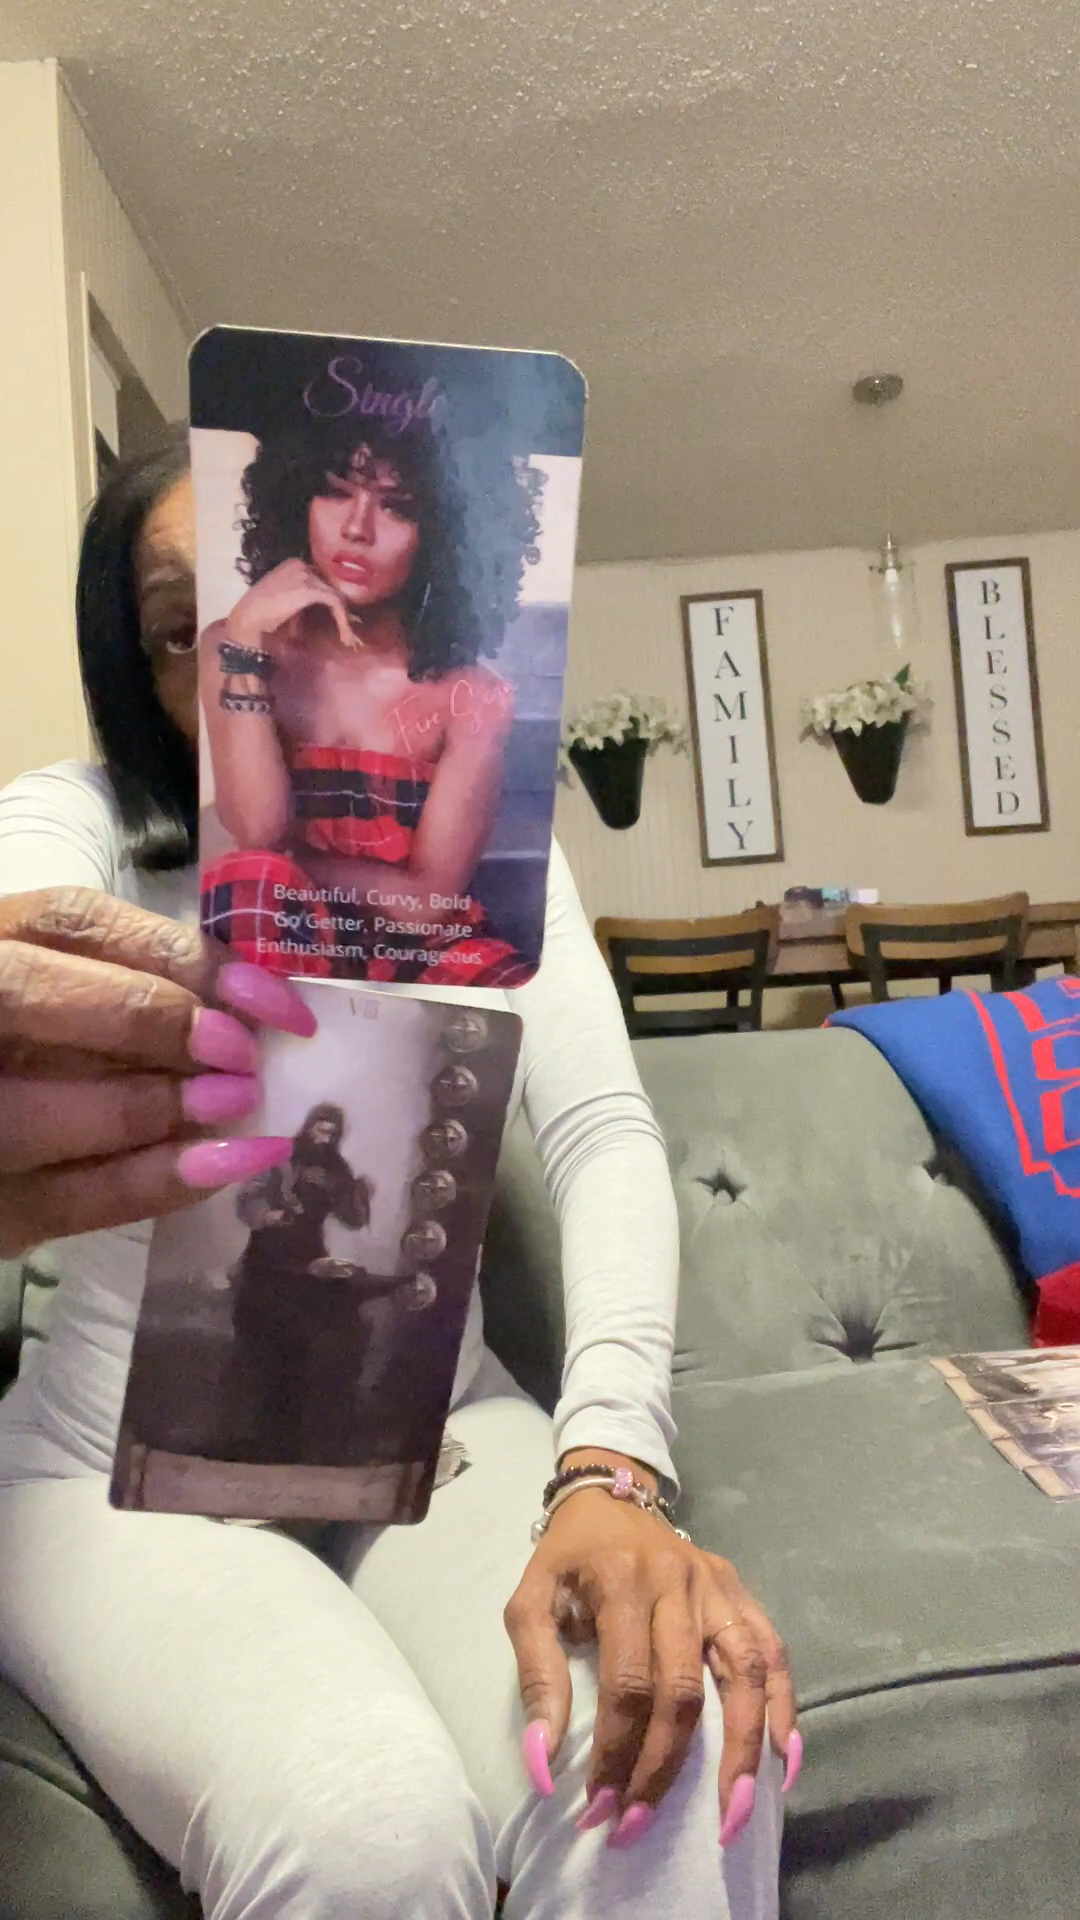 Single
Fire Sign
Beautiful, Curvy, Bold
Go Getter, Passionate
Enthusiasm, Courageous
VIII
FAMILY
BLESSED